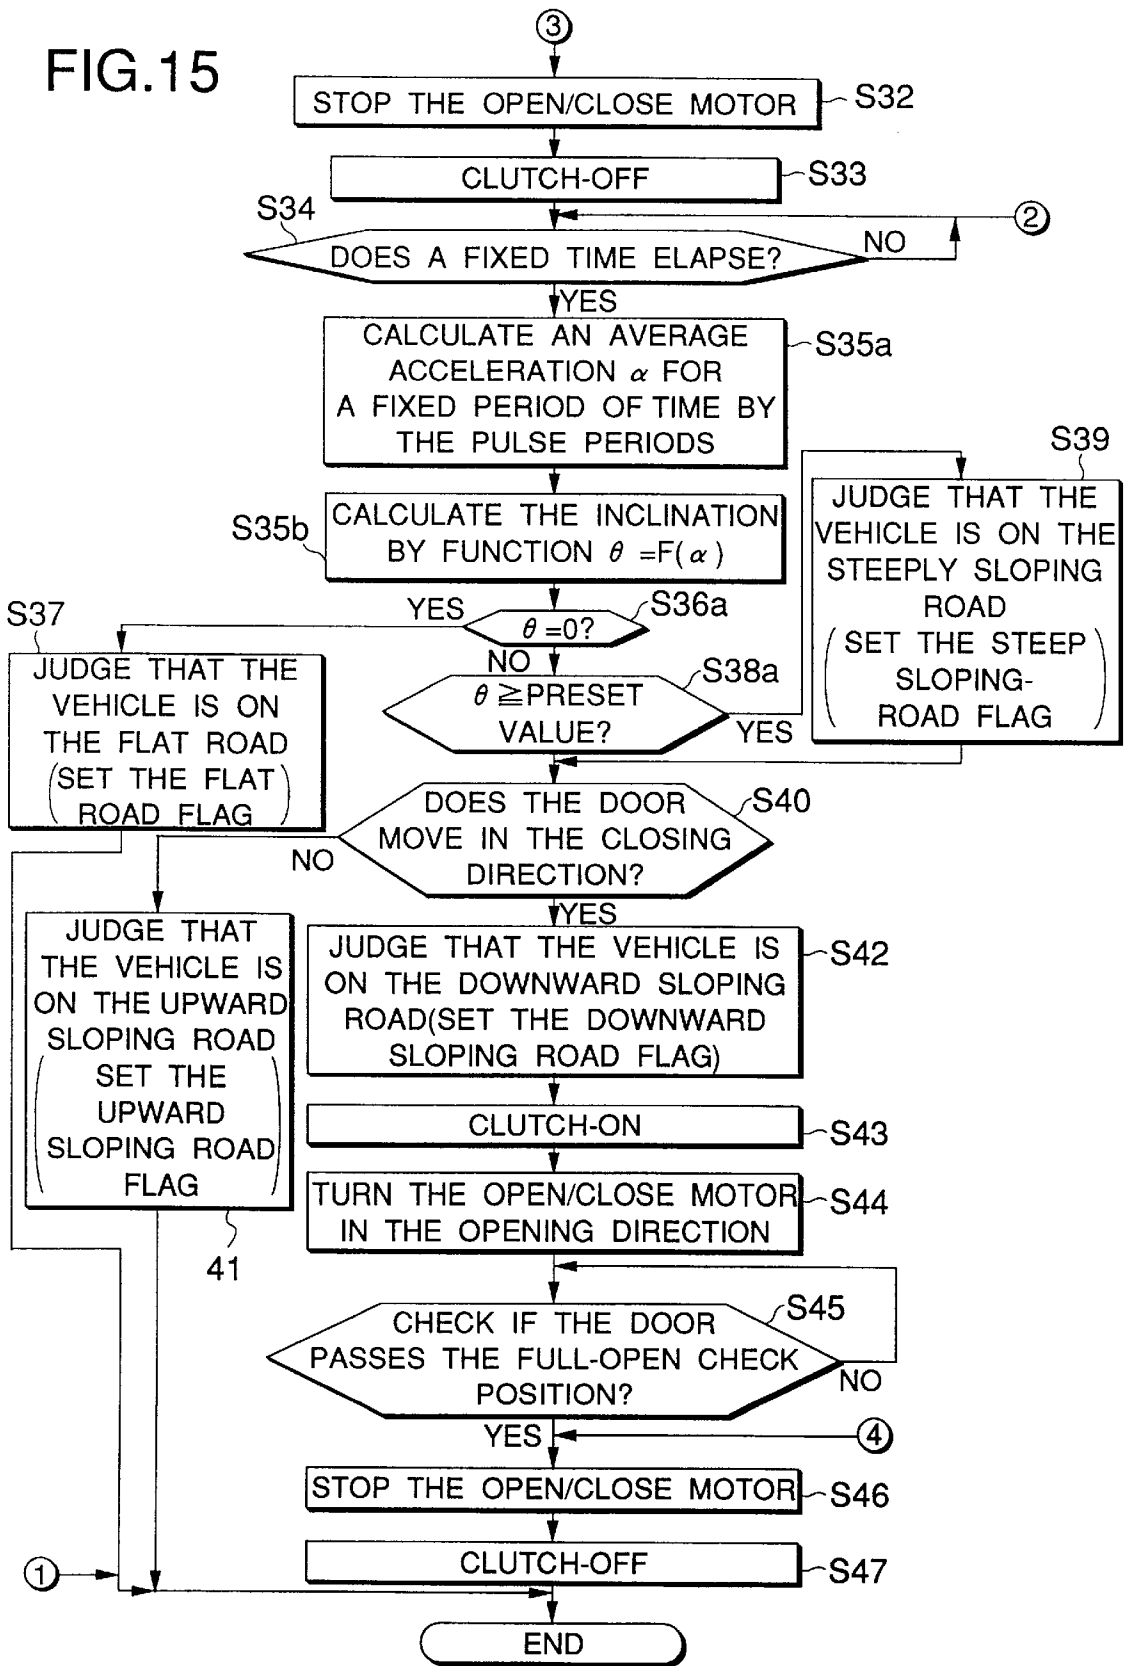 FIG.15
3
STOP THE OPEN/CLOSE MOTOR
S32
CLUTCH-OFF
S33
S34
2
DOES A FIXED TIME ELAPSE?
NO
YES
CALCULATE AN AVERAGE
ACCELERATION α FOR
A FIXED PERIOD OF TIME BY
THE PULSE PERIODS
S35a
S39
JUDGE THAT THE
VEHICLE IS ON THE
STEEPLY SLOPING
ROAD
(SET THE STEEP
SLOPING-
ROAD FLAG)
S35b
CALCULATE THE INCLINATION
BY FUNCTION θ =F(α)
S36a
θ =0?
YES
NO
S37
JUDGE THAT THE
VEHICLE IS ON
THE FLAT ROAD
(SET THE FLAT
ROAD FLAG)
S38a
θ ≧PRESET
VALUE?
YES
S40
DOES THE DOOR
MOVE IN THE CLOSING
DIRECTION?
NO
YES
JUDGE THAT
THE VEHICLE IS
ON THE UPWARD
SLOPING ROAD
(SET THE
UPWARD
SLOPING ROAD
FLAG)
41
JUDGE THAT THE VEHICLE IS
ON THE DOWNWARD SLOPING
ROAD(SET THE DOWNWARD
SLOPING ROAD FLAG)
S42
CLUTCH-ON
S43
TURN THE OPEN/CLOSE MOTOR
IN THE OPENING DIRECTION
S44
S45
CHECK IF THE DOOR
PASSES THE FULL-OPEN CHECK
POSITION?
NO
YES
4
STOP THE OPEN/CLOSE MOTOR
S46
CLUTCH-OFF
S47
1
END